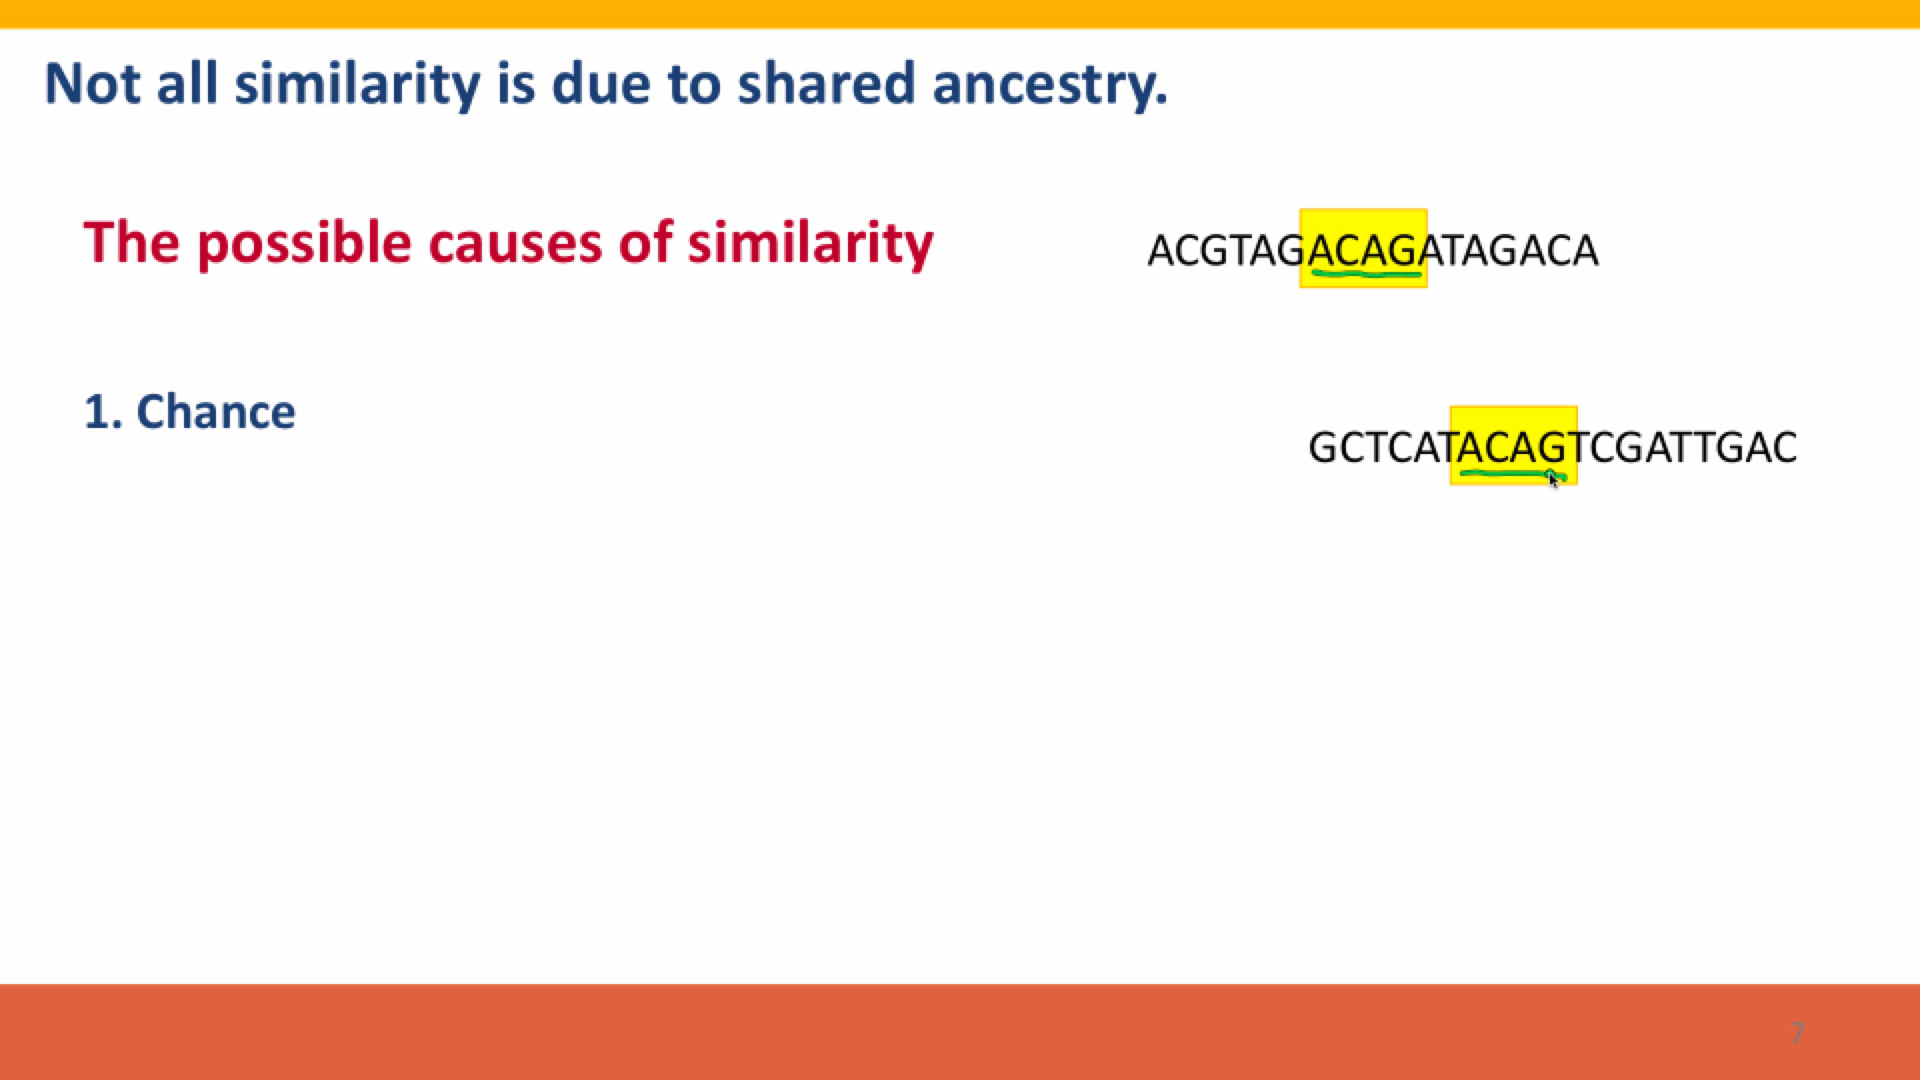 Not all similarity is due to shared ancestry.
The possible causes of similarity
ACGTAGACAGATAGACA
1. Chance
GCTCATACAGTCGATTGAC
7